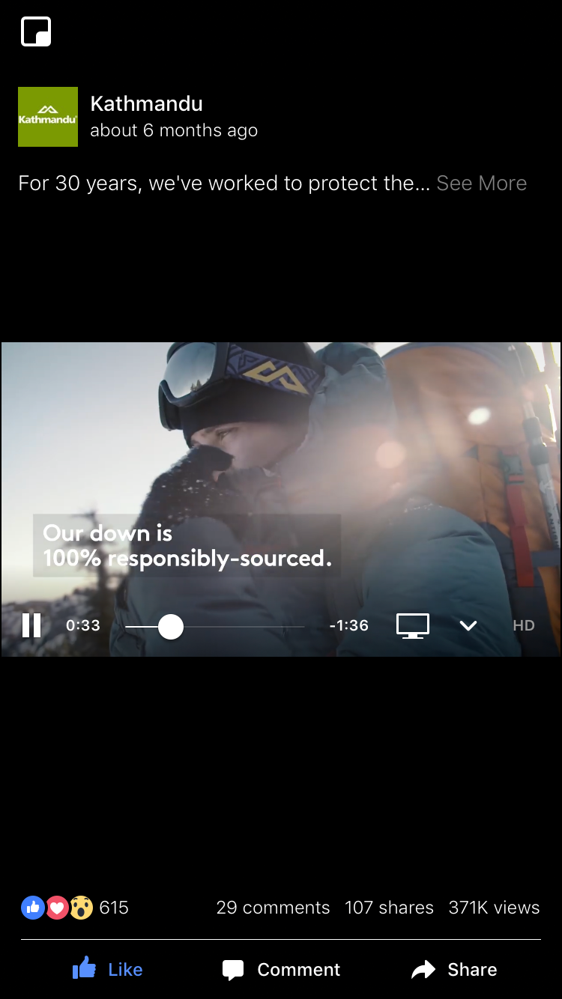 Kathmandu
about 6 months ago
Kathmandu
For 30 years, we've worked to protect the... See More
Our down is
100% responsibly-sourced.
0:33 -1:36 HD
615 29 comments 107 shares 371K views
Like Comment Share